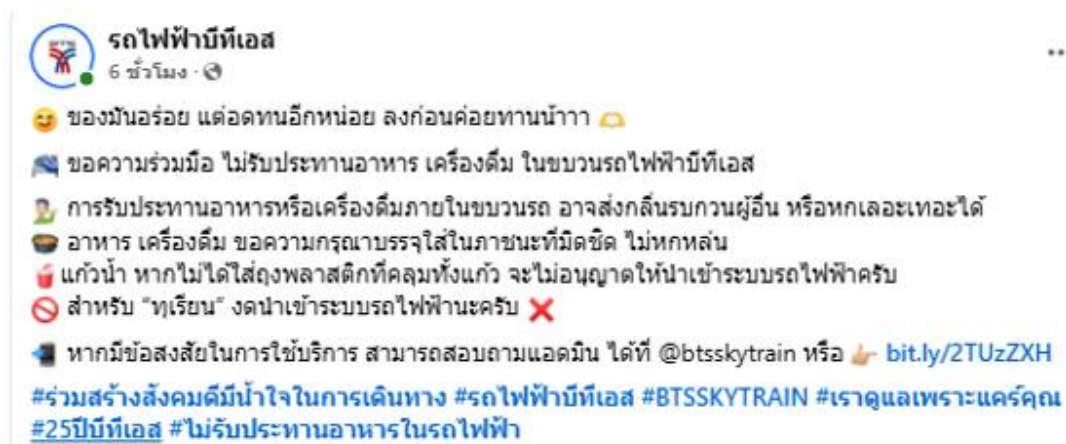 รถไฟฟ้าบีทีเอส
6 ชั่วโมง ·
😋 ของมันอร่อย แต่อดทนอีกหน่อย ลงก่อนค่อยทานน้าาา 🫶
🚈 ขอความร่วมมือ ไม่รับประทานอาหาร เครื่องดื่ม ในขบวนรถไฟฟ้าบีทีเอส
💁🏻‍♂️ การรับประทานอาหารหรือเครื่องดื่มภายในขบวนรถ อาจส่งกลิ่นรบกวนผู้อื่น หรือหกเลอะเทอะได้
🍲 อาหาร เครื่องดื่ม ขอความกรุณาบรรจุใส่ในภาชนะที่มิดชิด ไม่หกหล่น
🥤แก้วน้ำ หากไม่ได้ใส่ถุงพลาสติกที่คลุมทั้งแก้ว จะไม่อนุญาตให้นำเข้าระบบรถไฟฟ้าครับ
🚫 สำหรับ “ทุเรียน” งดนำเข้าระบบรถไฟฟ้านะครับ ❌
📲 หากมีข้อสงสัยในการใช้บริการ สามารถสอบถามแอดมิน ได้ที่ @btsskytrain หรือ 👉🏼 bit.ly/2TUzZXH
#ร่วมสร้างสังคมดีมีน้ำใจในการเดินทาง #รถไฟฟ้าบีทีเอส #BTSSKYTRAIN #เราดูแลเพราะแคร์คุณ
#25ปีบีทีเอส #ไม่รับประทานอาหารในรถไฟฟ้า